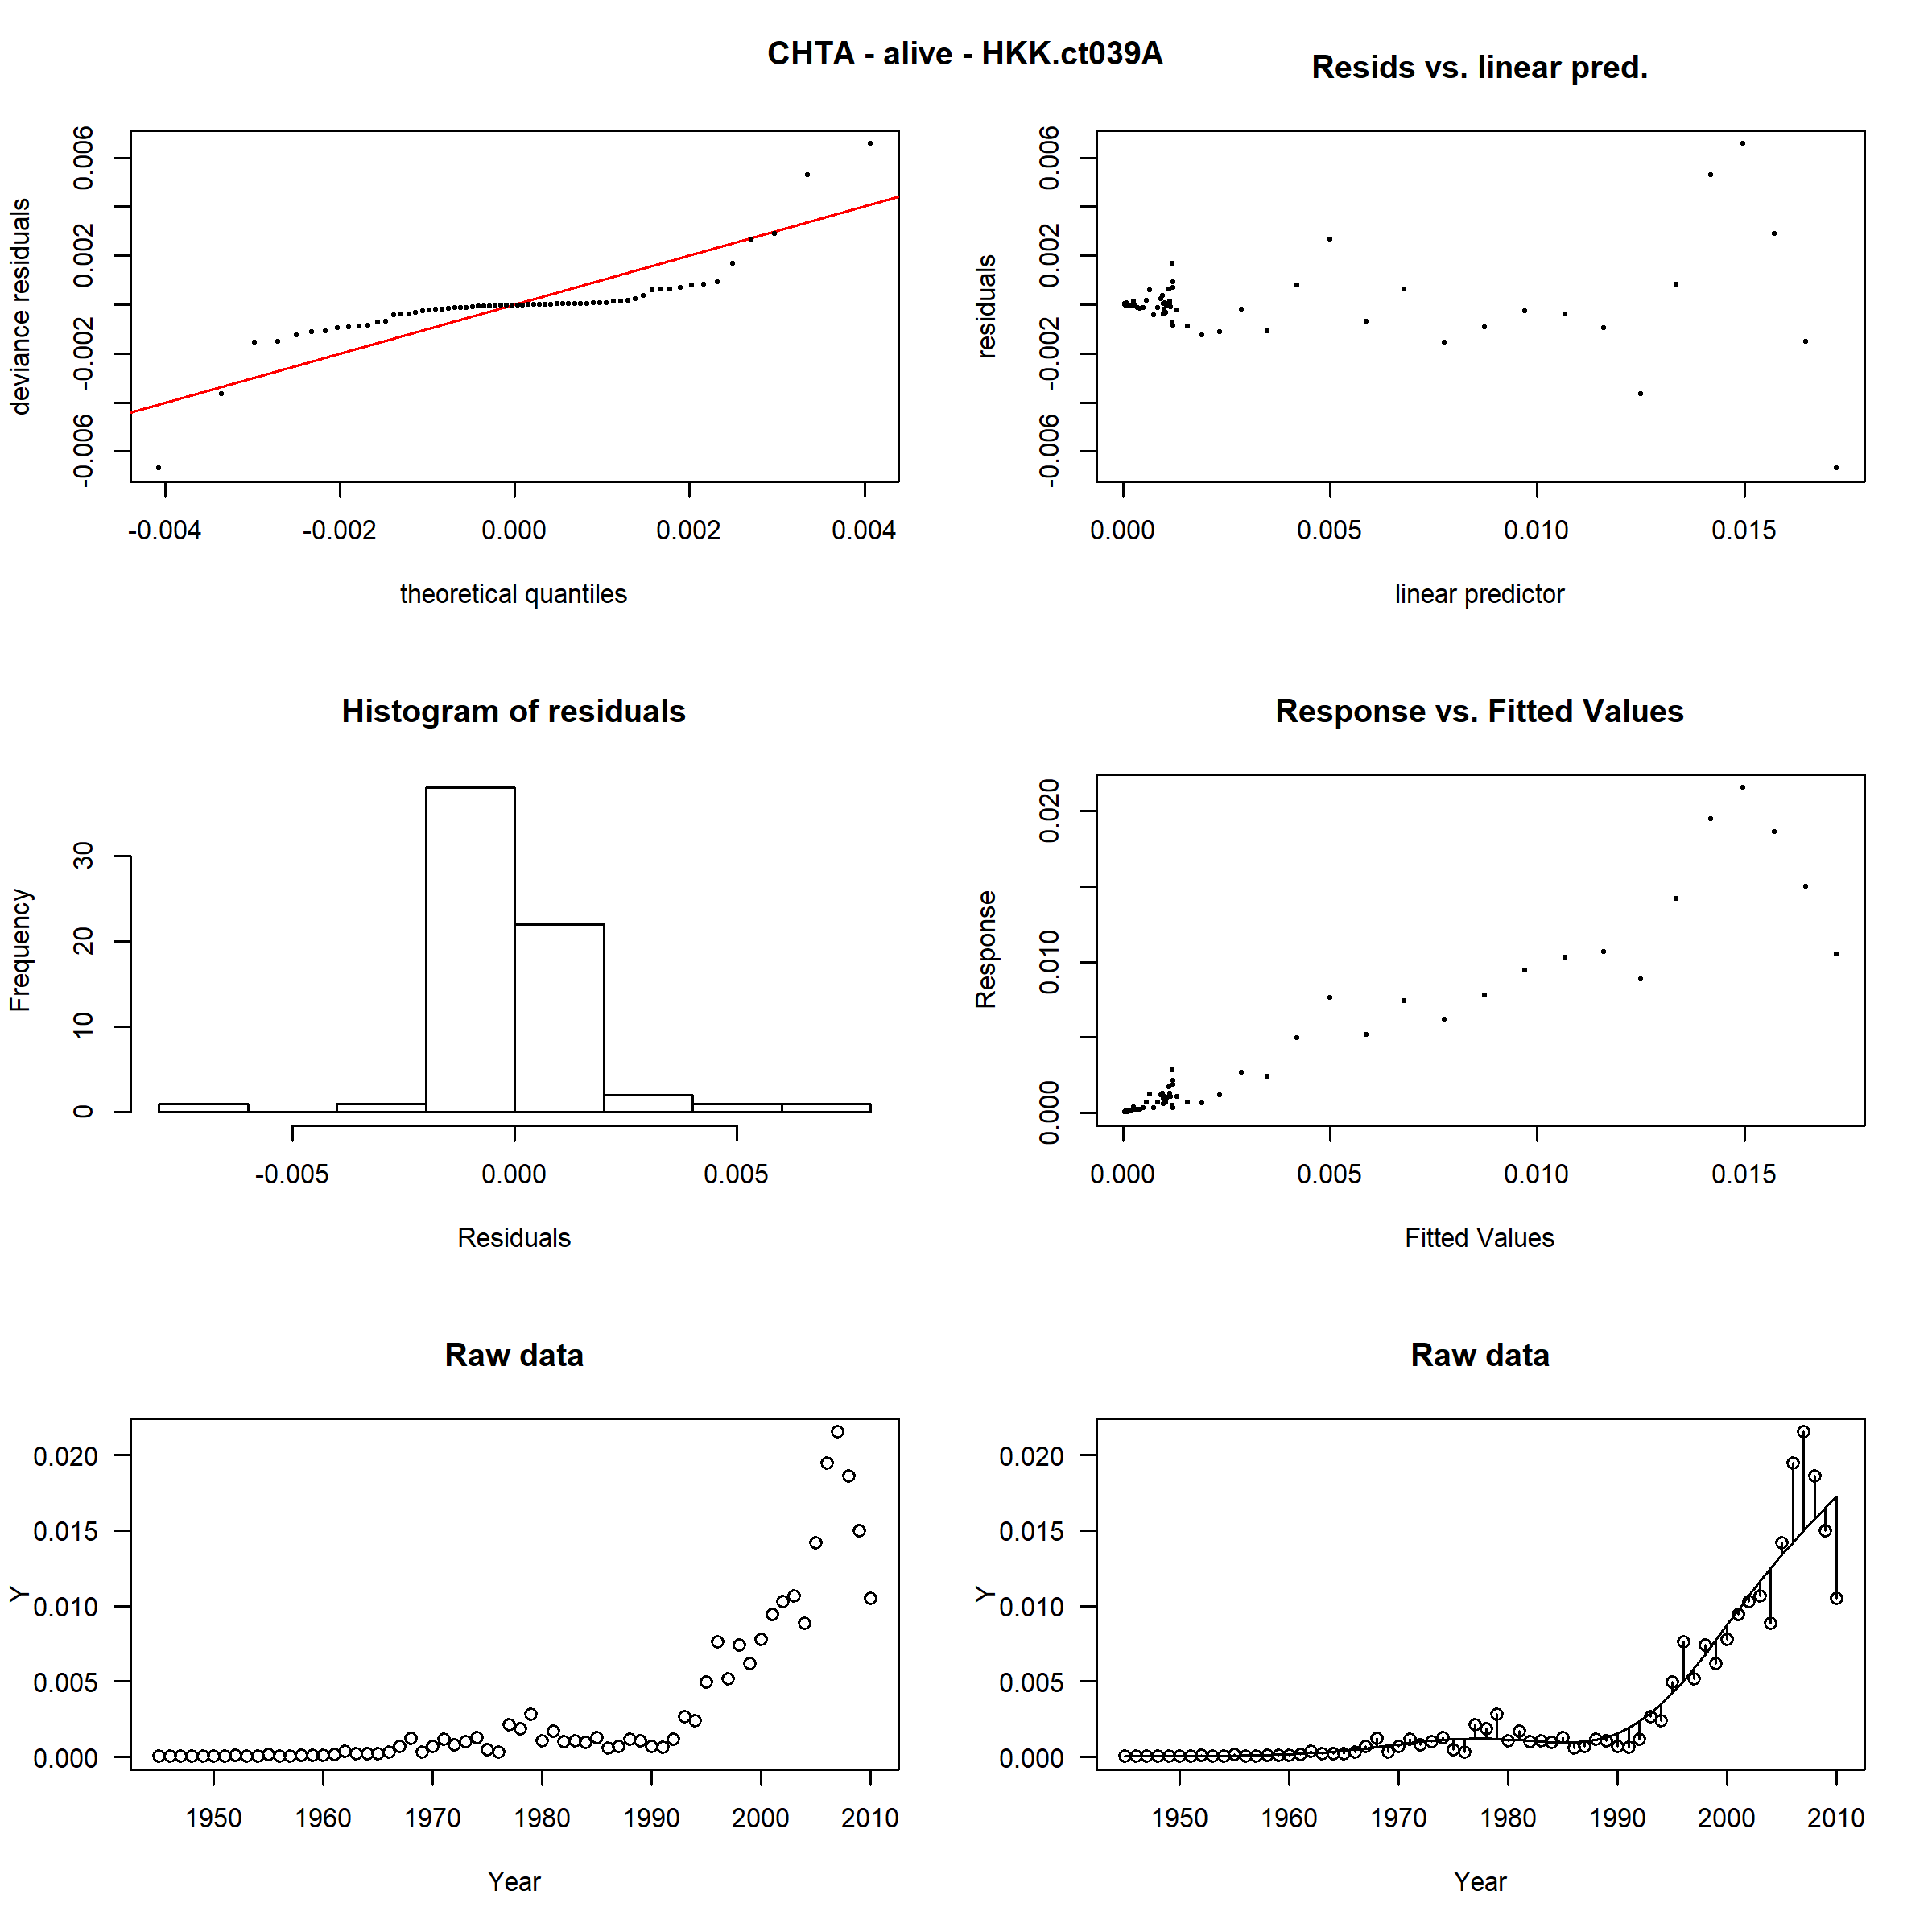 CHTA - alive - HKK.ct039A
Resids vs. linear pred.
deviance residuals
0.006
0.002
-0.002
-0.006
-0.004 -0.002 0.000 0.002 0.004
theoretical quantiles
residuals
0.006
0.002
-0.002
-0.006
0.000 0.005 0.010 0.015
linear predictor
Histogram of residuals
Frequency
30
20
10
0
-0.005 0.000 0.005
Residuals
Response vs. Fitted Values
Response
0.020
0.010
0.000
0.000 0.005 0.010 0.015
Fitted Values
Raw data
Y
0.020
0.015
0.010
0.005
0.000
1950 1960 1970 1980 1990 2000 2010
Year
Raw data
Y
0.020
0.015
0.010
0.005
0.000
1950 1960 1970 1980 1990 2000 2010
Year